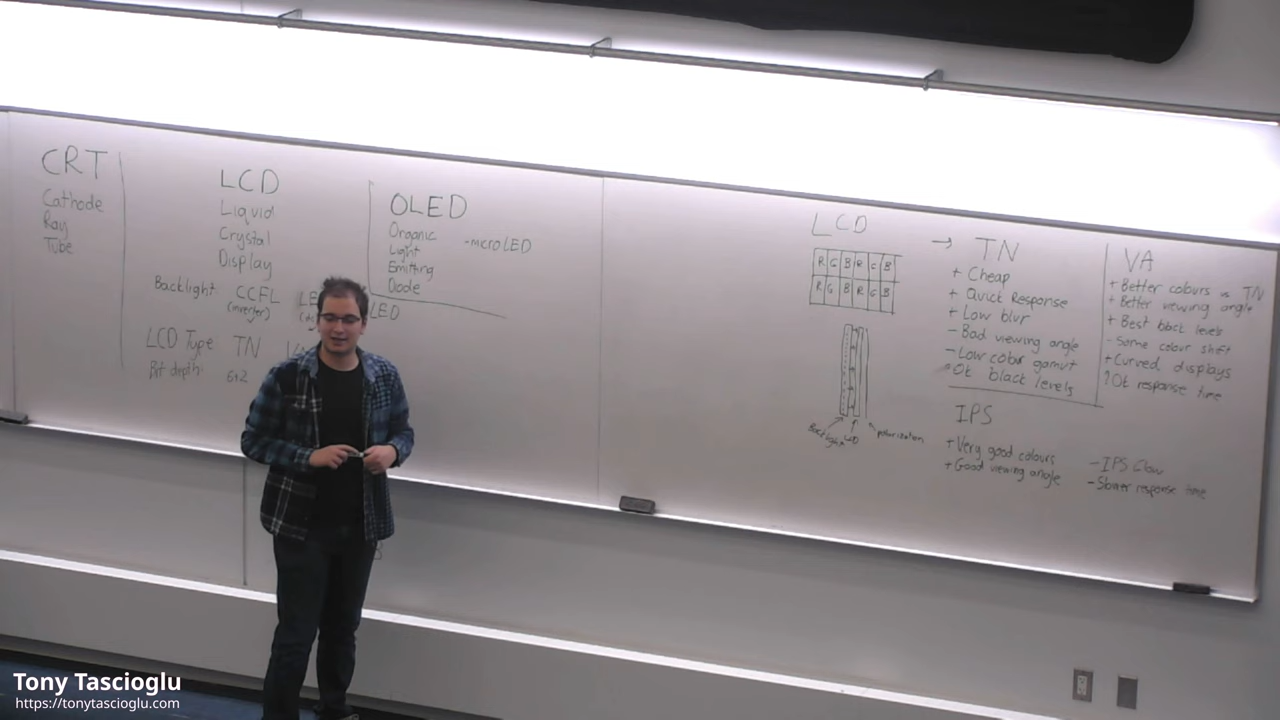 CRT
Cathode
Ray
Tube
LCD
Liquid
Crystal
Display
Backlight CCFL
(inverter)
LCD Type TN
Bit depth: 6+2
OLED
Organic - microLED
Light
Emitting
Diode
LED
LCD
R G B R G B
R G B R G B
Backlight
polarization
→ TN
+ Cheap
+ Quick Response
+ Low blur
- Bad viewing angle
- Low colour gamut
Ok black levels
VA
+ Better colours vs TN
+ Better viewing angle
+ Best black levels
- Some colour shift
+ Curved displays
? Ok response time
IPS
+ Very good colours
+ Good viewing angle
- IPS Glow
- Slower response time
Tony Tascioglu
https://tonytascioglu.com